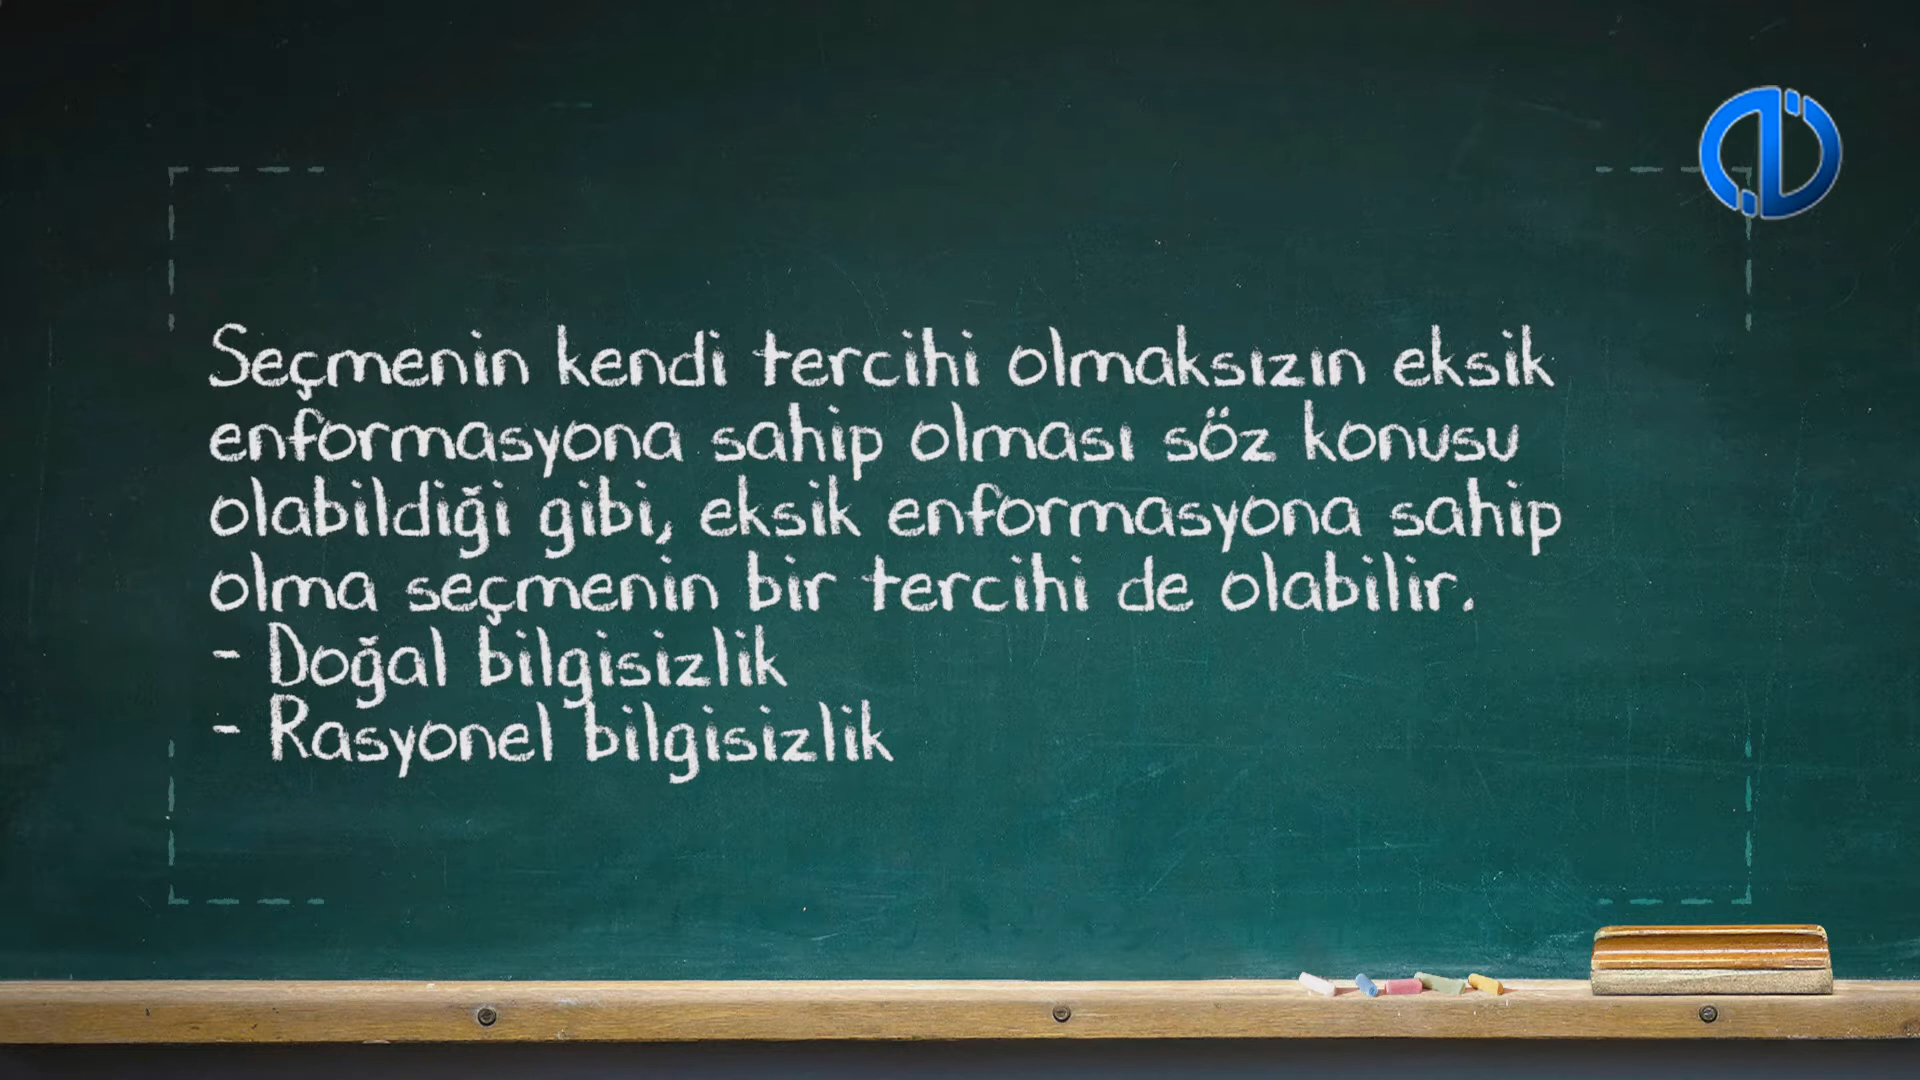 Seçmenin kendi tercihi olmaksızın eksik
enformasyona sahip olması söz konusu
olabildiği gibi, eksik enformasyona sahip
olma seçmenin bir tercihi de olabilir.
- Doğal bilgisizlik
- Rasyonel bilgisizlik